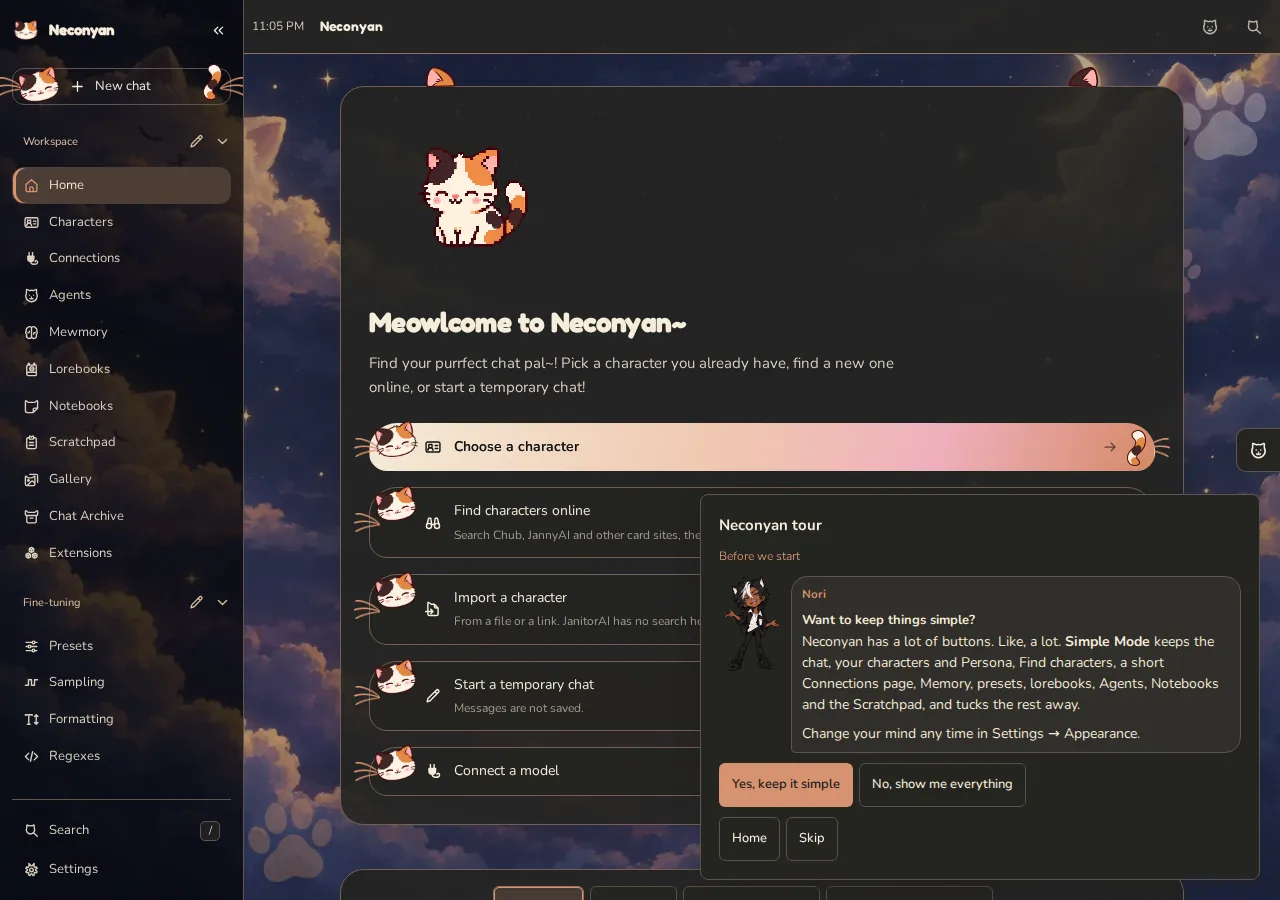 Neconyan
New chat
Workspace
Home
Characters
Connections
Agents
Mewmory
Lorebooks
Notebooks
Scratchpad
Gallery
Chat Archive
Extensions
Fine-tuning
Presets
Sampling
Formatting
Regexes
Search /
Settings
11:05 PM Neconyan
Meowlcome to Neconyan~
Find your purrfect chat pal~! Pick a character you already have, find a new one
online, or start a temporary chat!
Choose a character
Find characters online
Search Chub, JannyAI and other card sites, the
Import a character
From a file or a link. JanitorAI has no search
Start a temporary chat
Messages are not saved.
Connect a model
Neconyan tour
Before we start
Nori
Want to keep things simple?
Neconyan has a lot of buttons. Like, a lot. Simple Mode keeps the
chat, your characters and Persona, Find characters, a short
Connections page, Memory, presets, lorebooks, Agents, Notebooks
and the Scratchpad, and tucks the rest away.
Change your mind any time in Settings → Appearance.
Yes, keep it simple
No, show me everything
Home
Skip